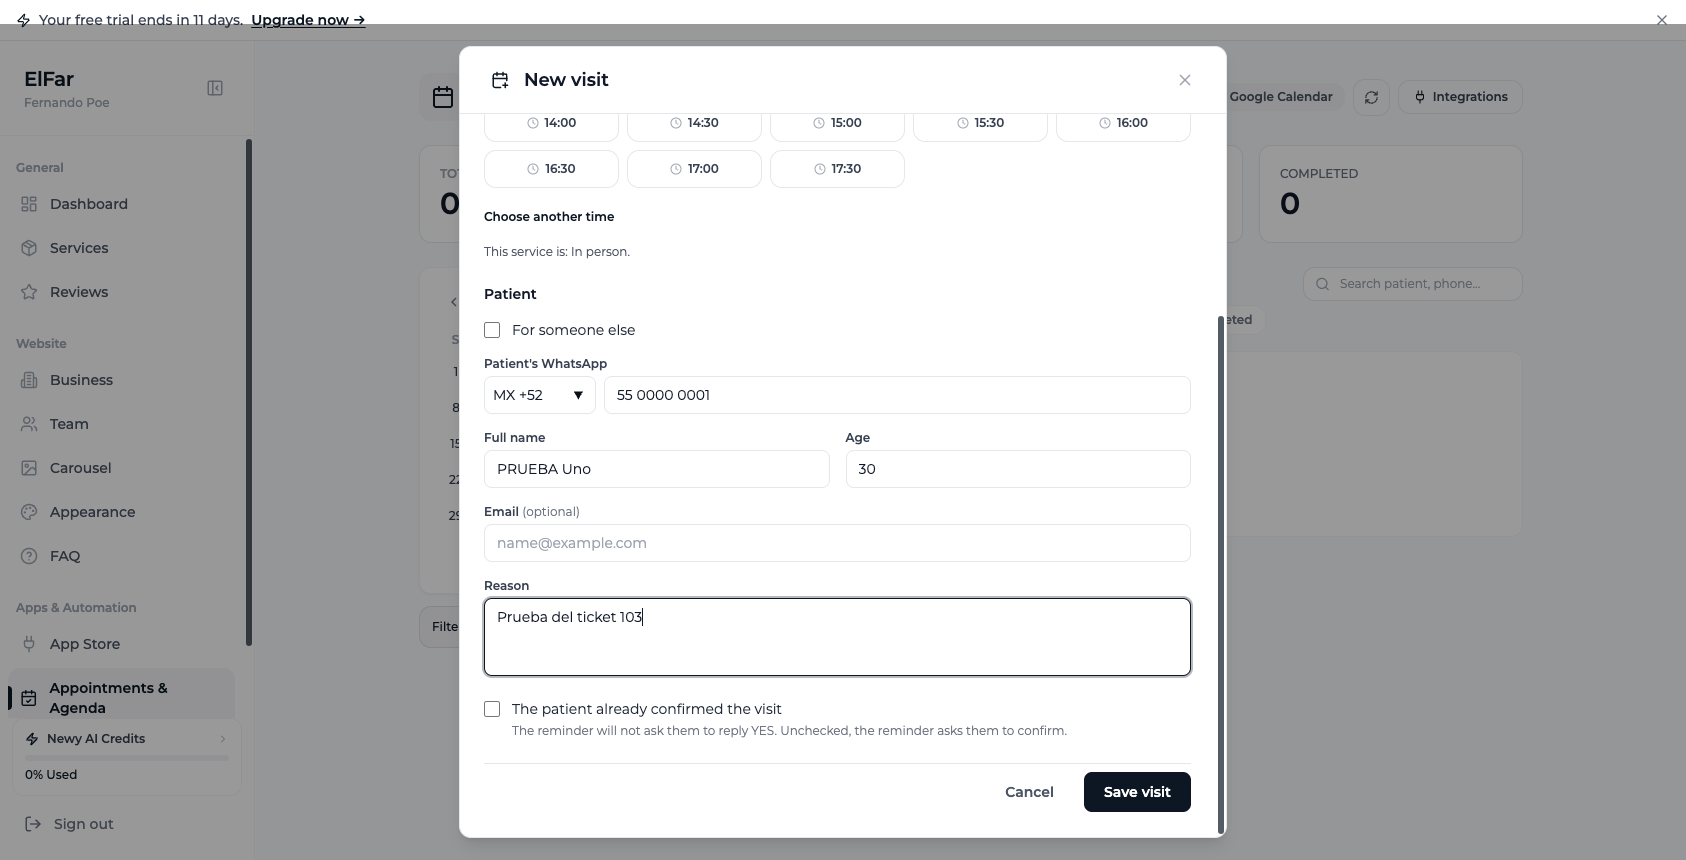 Your free trial ends in 11 days. Upgrade now →
ElFar
Fernando Poe
General
Dashboard
Services
Reviews
Website
Business
Team
Carousel
Appearance
FAQ
Apps & Automation
App Store
Appointments &
Agenda
Newy AI Credits
0% Used
Sign out
New visit
14:00
14:30
15:00
15:30
16:00
16:30
17:00
17:30
Choose another time
This service is: In person.
Patient
For someone else
Patient's WhatsApp
MX +52
55 0000 0001
Full name
Age
PRUEBA Uno
30
Email (optional)
name@example.com
Reason
Prueba del ticket 103
The patient already confirmed the visit
The reminder will not ask them to reply YES. Unchecked, the reminder asks them to confirm.
Cancel
Save visit
Google Calendar
Integrations
COMPLETED
0
0
Search patient, phone...